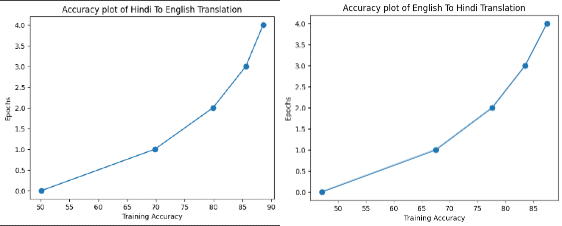 Accuracy plot of Hindi To English Translation
4.0
3.5
3.0
2.5
2.0
1.5
1.0
0.5
0.0
Epochs
50 55 60 65 70 75 80 85 90
Training Accuracy
Accuracy plot of English To Hindi Translation
4.0
3.5
3.0
2.5
2.0
1.5
1.0
0.5
0.0
Epochs
50 55 60 65 70 75 80 85
Training Accuracy